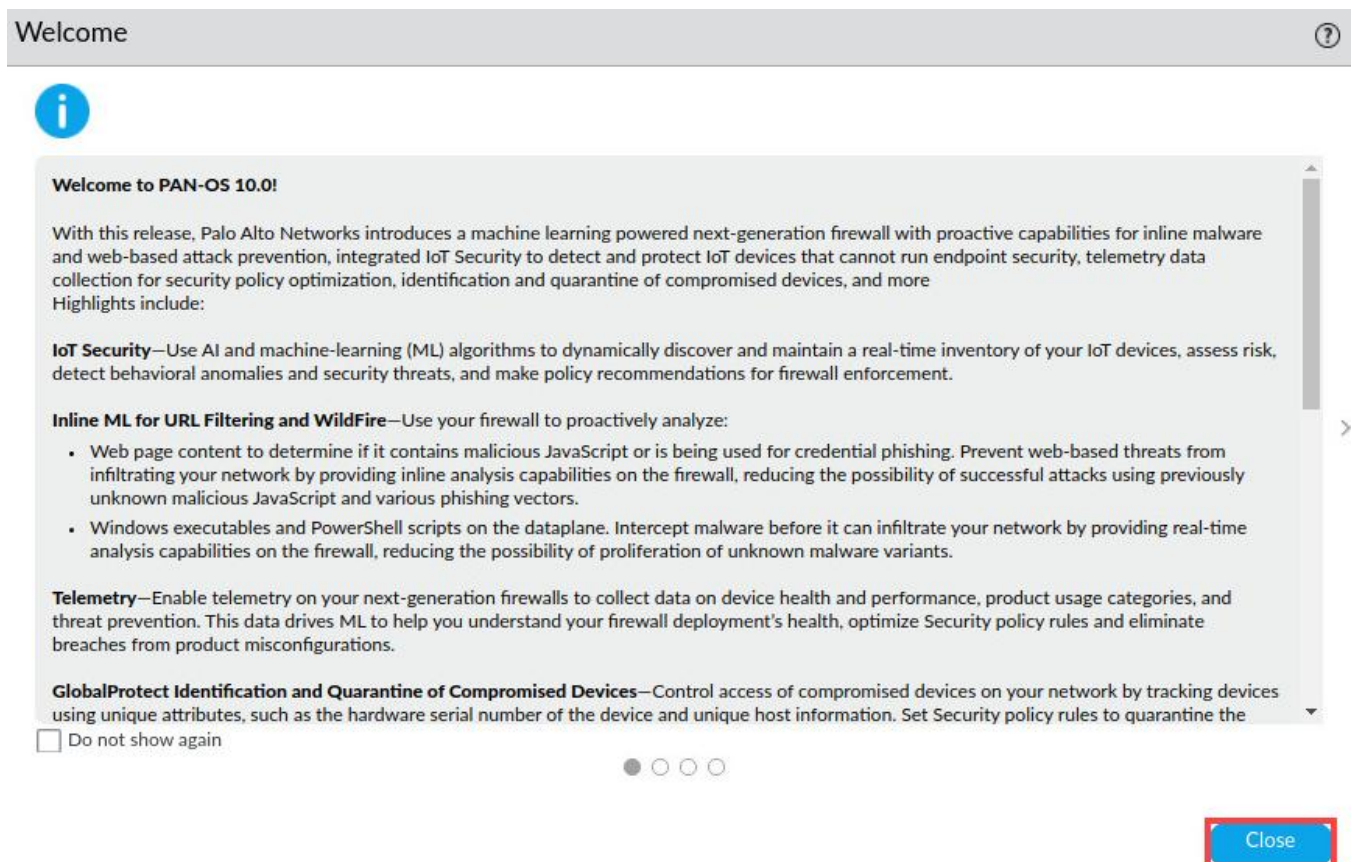 Welcome
Welcome to PAN-OS 10.0!
With this release, Palo Alto Networks introduces a machine learning powered next-generation firewall with proactive capabilities for inline malware
and web-based attack prevention, integrated IoT Security to detect and protect IoT devices that cannot run endpoint security, telemetry data
collection for security policy optimization, identification and quarantine of compromised devices, and more
Highlights include:
IoT Security—Use AI and machine-learning (ML) algorithms to dynamically discover and maintain a real-time inventory of your IoT devices, assess risk,
detect behavioral anomalies and security threats, and make policy recommendations for firewall enforcement.
Inline ML for URL Filtering and WildFire—Use your firewall to proactively analyze:
• Web page content to determine if it contains malicious JavaScript or is being used for credential phishing. Prevent web-based threats from
infiltrating your network by providing inline analysis capabilities on the firewall, reducing the possibility of successful attacks using previously
unknown malicious JavaScript and various phishing vectors.
• Windows executables and PowerShell scripts on the dataplane. Intercept malware before it can infiltrate your network by providing real-time
analysis capabilities on the firewall, reducing the possibility of proliferation of unknown malware variants.
Telemetry—Enable telemetry on your next-generation firewalls to collect data on device health and performance, product usage categories, and
threat prevention. This data drives ML to help you understand your firewall deployment's health, optimize Security policy rules and eliminate
breaches from product misconfigurations.
GlobalProtect Identification and Quarantine of Compromised Devices—Control access of compromised devices on your network by tracking devices
using unique attributes, such as the hardware serial number of the device and unique host information. Set Security policy rules to quarantine the
Do not show again
Close